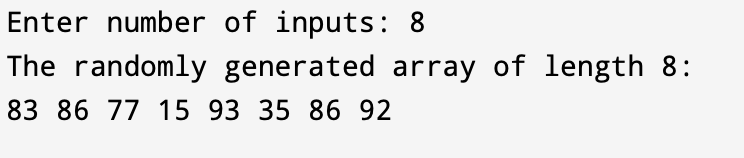 Enter number of inputs: 8
The randomly generated array of length 8:
83 86 77 15 93 35 86 92